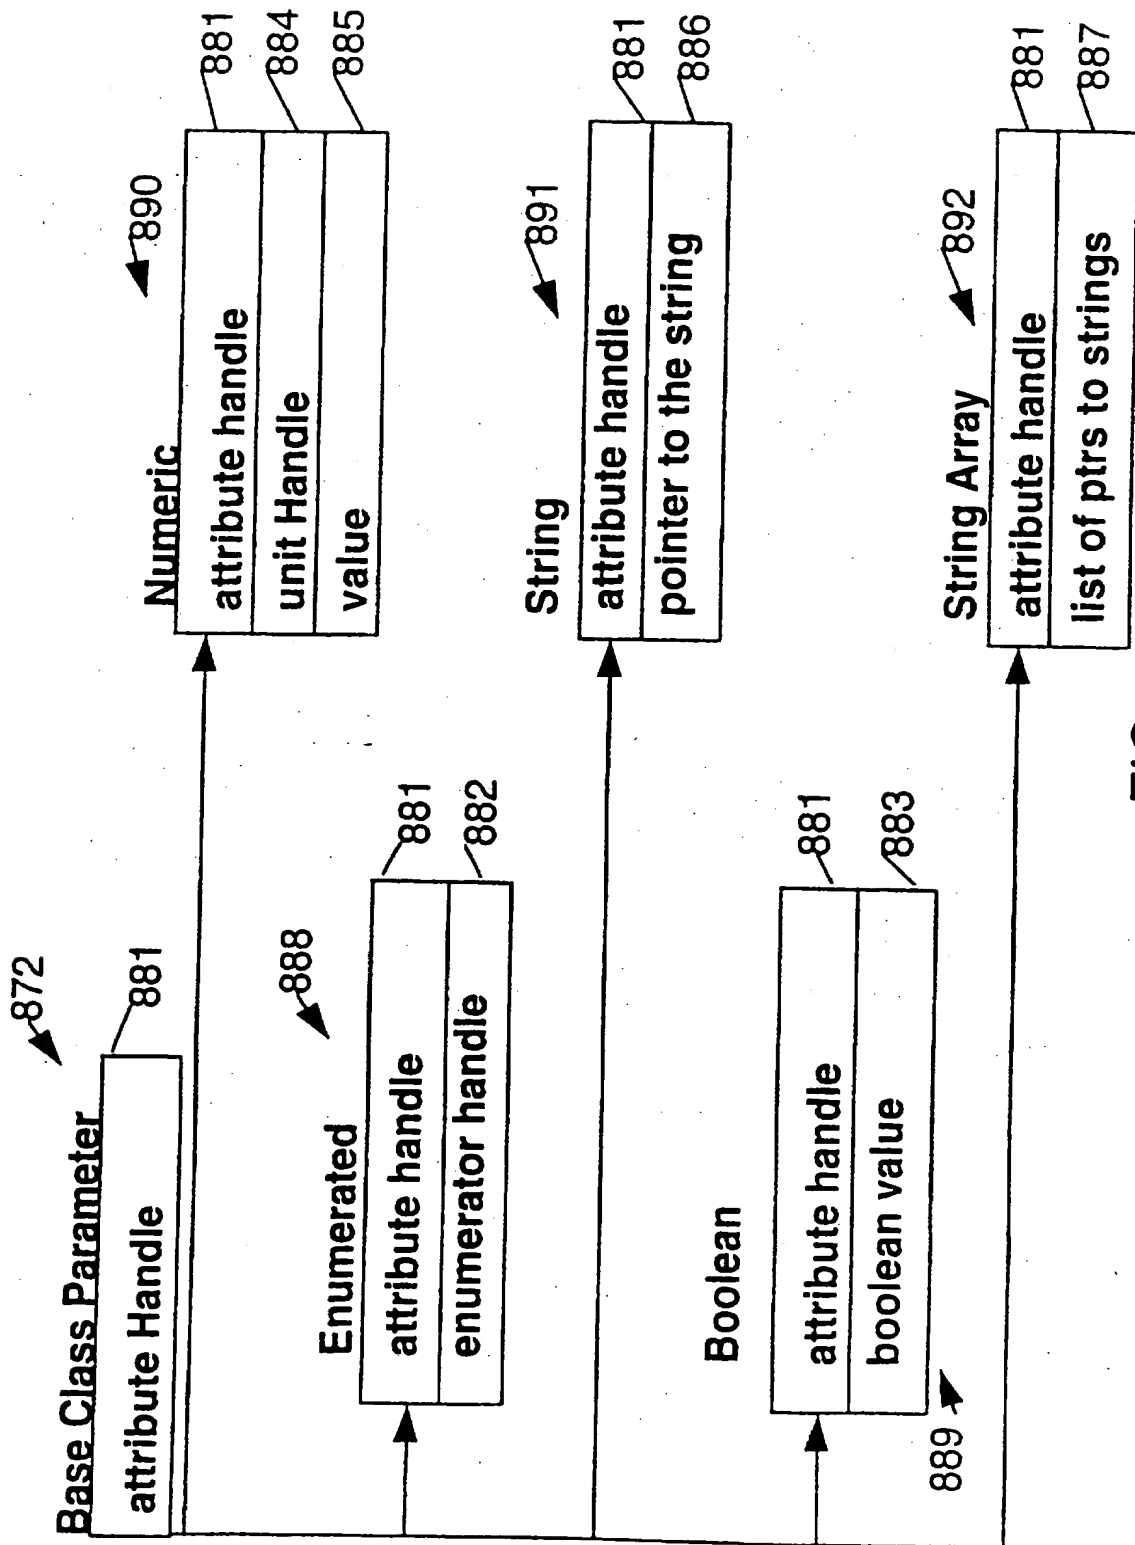 872
Base Class Parameter
881
attribute Handle
Numeric
890
attribute handle
881
unit Handle
884
value
885
Enumerated
888
attribute handle
881
enumerator handle
882
String
891
attribute handle
881
pointer to the string
886
Boolean
attribute handle
881
boolean value
883
889
String Array
892
attribute handle
881
list of ptrs to strings
887